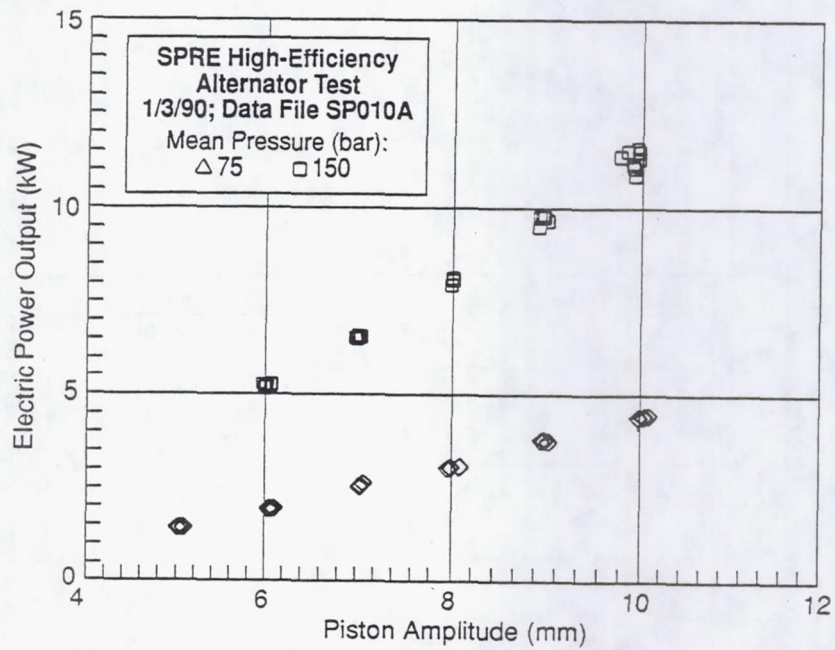 15
10
5
0
4
6
8
10
12
Electric Power Output (kW)
Piston Amplitude (mm)
SPRE High-Efficiency
Alternator Test
1/3/90; Data File SP010A
Mean Pressure (bar):
△ 75 □ 150